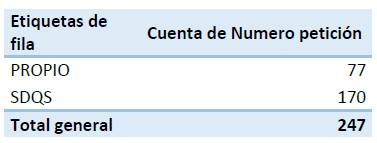 Etiquetas de
fila Cuenta de Numero petición
PROPIO 77
SDQS 170
Total general 247